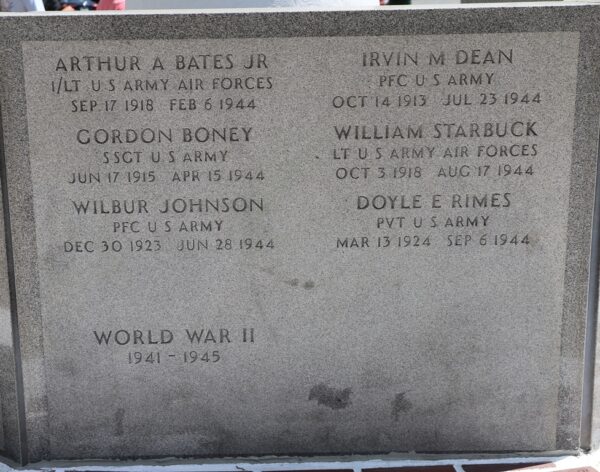 ARTHUR A BATES JR
1/LT U S ARMY AIR FORCES
SEP 17 1918 FEB 6 1944
GORDON BONEY
SSGT U S ARMY
JUN 17 1915 APR 15 1944
WILBUR JOHNSON
PFC U S ARMY
DEC 30 1923 JUN 28 1944
IRVIN M DEAN
PFC U S ARMY
OCT 14 1913 JUL 23 1944
WILLIAM STARBUCK
LT U S ARMY AIR FORCES
OCT 3 1918 AUG 17 1944
DOYLE E RIMES
PVT U S ARMY
MAR 13 1924 SEP 6 1944
WORLD WAR II
1941 - 1945